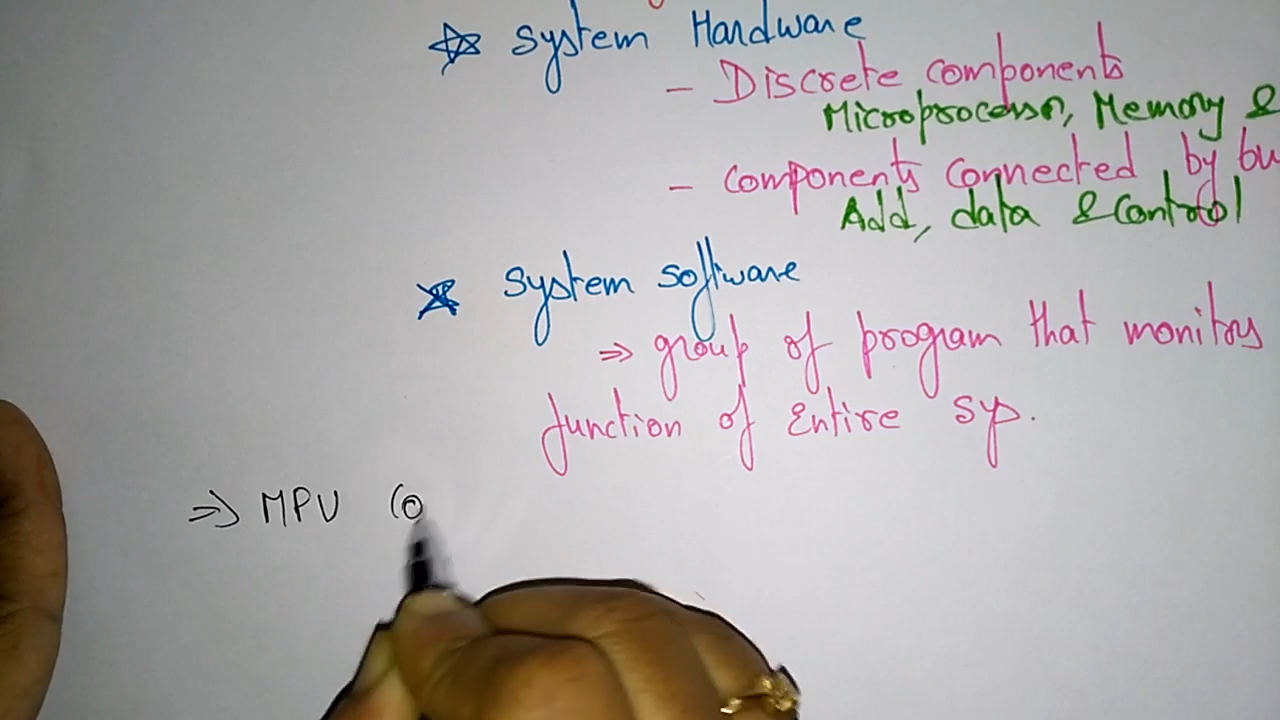 ☆ System Hardware
- Discrete components
Microprocessor, Memory &
- Components connected by bu
Add, data & control
☆ System software
⇒ group of program that monitors
function of Entire sys.
⇒ MPU (o